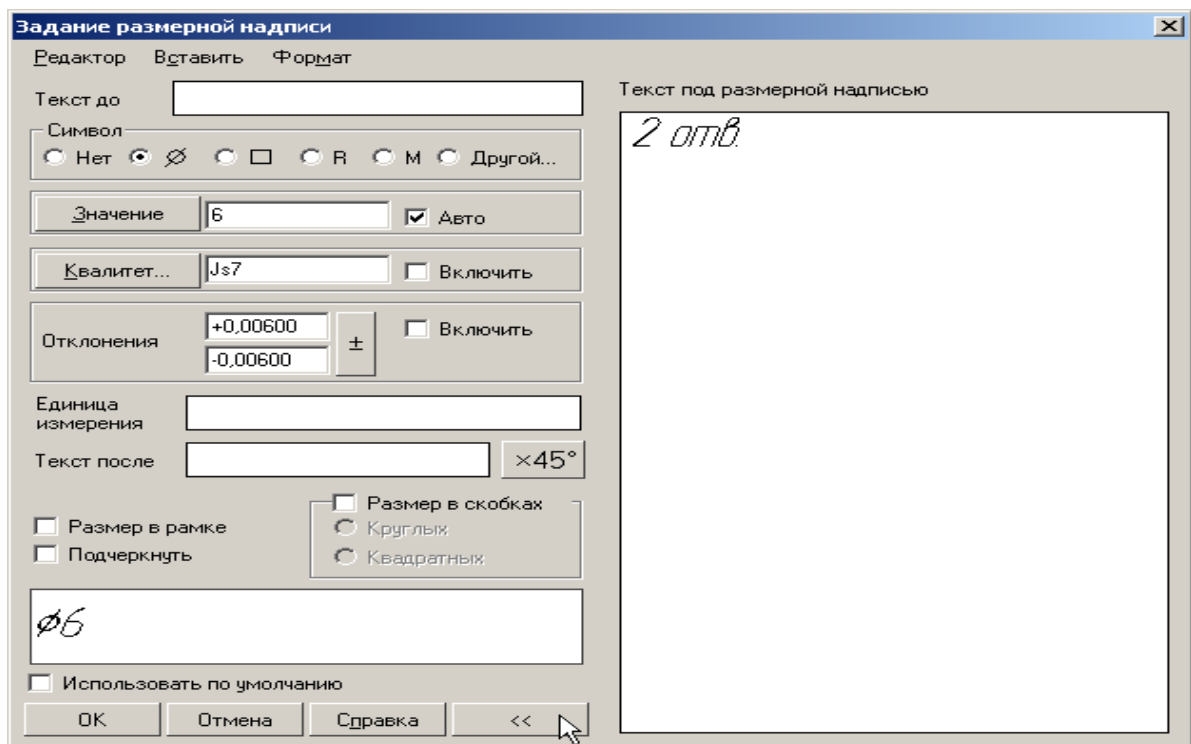 Задание размерной надписи
Редактор Вставить Формат
Текст до
Символ
Нет ⌀ □ R М Другой...
Значение 6 Авто
Квалитет... Js7 Включить
Отклонения +0,00600 ± Включить
-0,00600
Единица
измерения
Текст после ×45°
Размер в скобках
Размер в рамке Круглых
Подчеркнуть Квадратных
⌀6
Использовать по умолчанию
OK Отмена Справка <<
Текст под размерной надписью
2 отв.